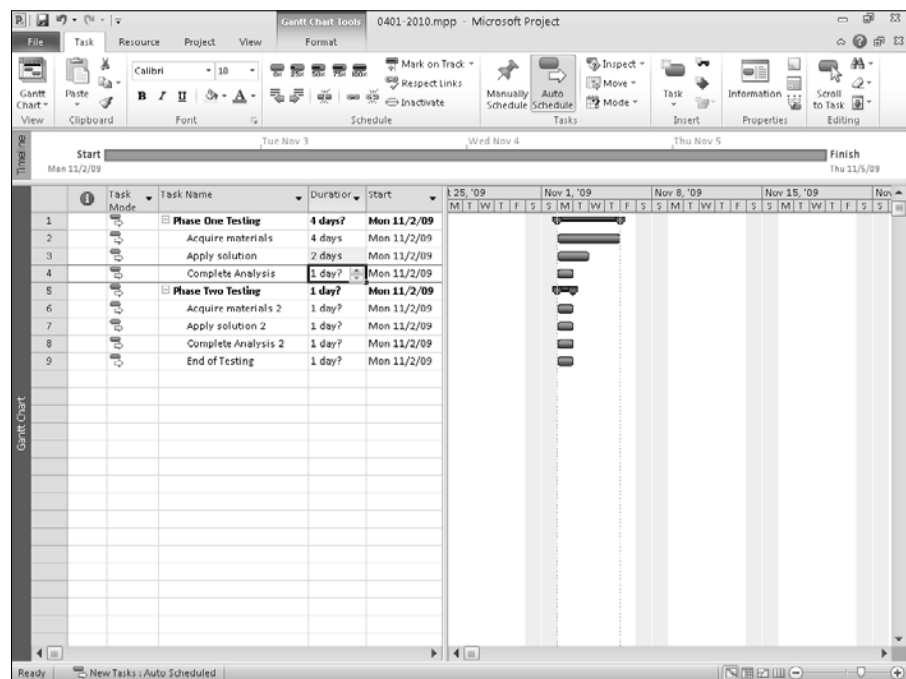 Gantt Chart Tools 0401-2010.mpp - Microsoft Project
File Task Resource Project View Format
Gantt Chart Paste Calibri 10 B I U A 0% 25% 50% 75% 100% Mark on Track Respect Links Inactivate Manually Schedule Auto Schedule Inspect Move Mode Task Information Scroll to Task
View Clipboard Font Schedule Tasks Insert Properties Editing
Timeline
Tue Nov 3 Wed Nov 4 Thu Nov 5
Start Finish
Mon 11/2/09 Thu 11/5/09
Task Mode Task Name Duration Start t 25, '09 Nov 1, '09 Nov 8, '09 Nov 15, '09 Nov
M T W T F S S M T W T F S S M T W T F S S M T W T F S S
1 Phase One Testing 4 days? Mon 11/2/09
2 Acquire materials 4 days Mon 11/2/09
3 Apply solution 2 days Mon 11/2/09
4 Complete Analysis 1 day? Mon 11/2/09
5 Phase Two Testing 1 day? Mon 11/2/09
6 Acquire materials 2 1 day? Mon 11/2/09
7 Apply solution 2 1 day? Mon 11/2/09
8 Complete Analysis 2 1 day? Mon 11/2/09
9 End of Testing 1 day? Mon 11/2/09
Gantt Chart
Ready New Tasks : Auto Scheduled